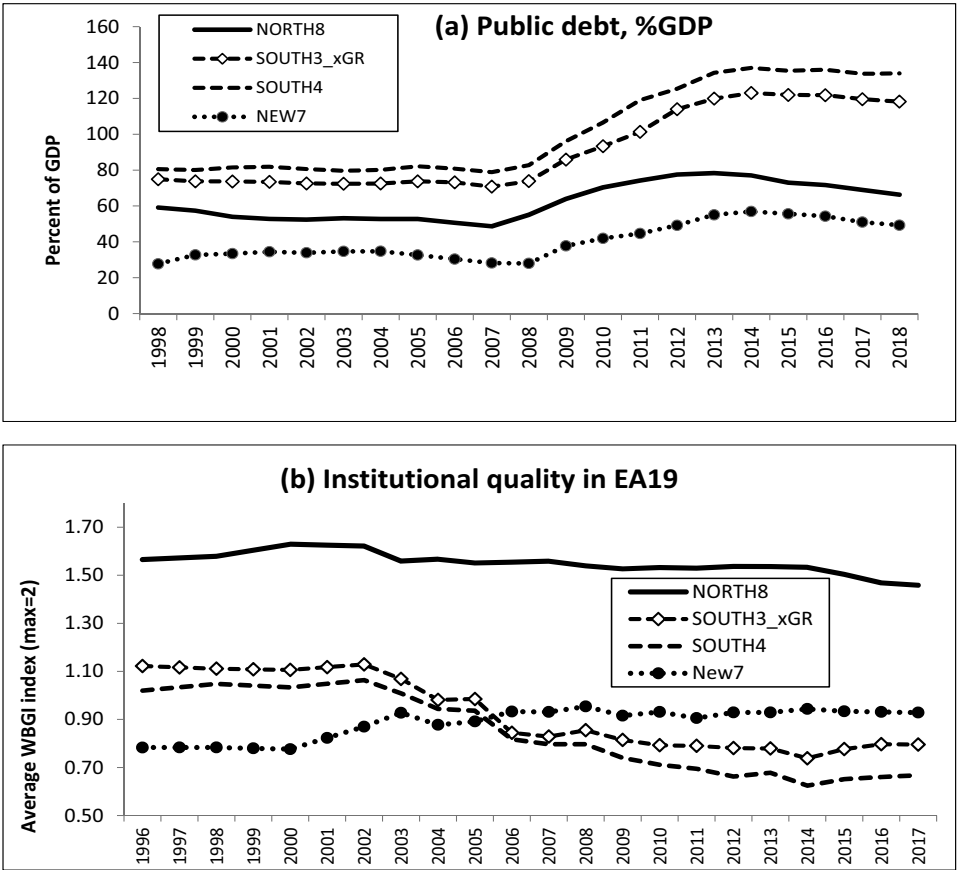 (a) Public debt, %GDP
NORTH8
SOUTH3_xGR
SOUTH4
NEW7
Percent of GDP
160
140
120
100
80
60
40
20
0
1998 1999 2000 2001 2002 2003 2004 2005 2006 2007 2008 2009 2010 2011 2012 2013 2014 2015 2016 2017 2018
(b) Institutional quality in EA19
NORTH8
SOUTH3_xGR
SOUTH4
New7
Average WBGI index (max=2)
1.70
1.50
1.30
1.10
0.90
0.70
0.50
1996 1997 1998 1999 2000 2001 2002 2003 2004 2005 2006 2007 2008 2009 2010 2011 2012 2013 2014 2015 2016 2017